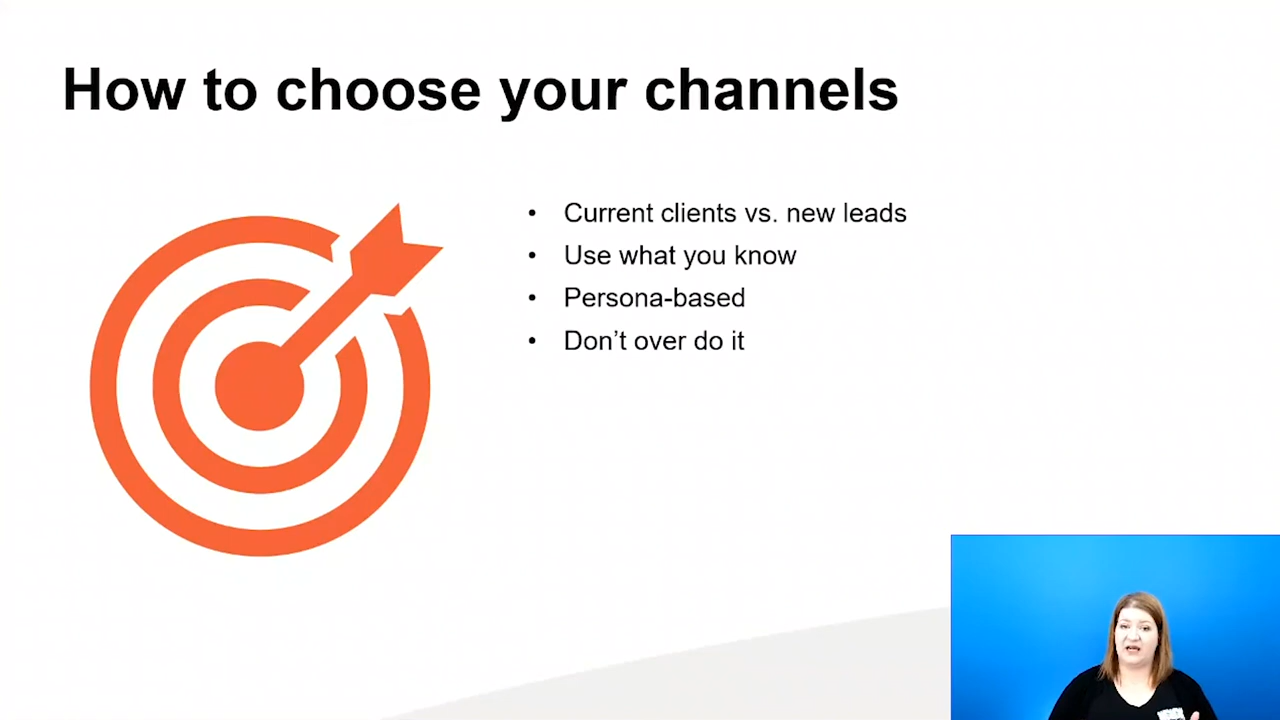 How to choose your channels
• Current clients vs. new leads
• Use what you know
• Persona-based
• Don’t over do it